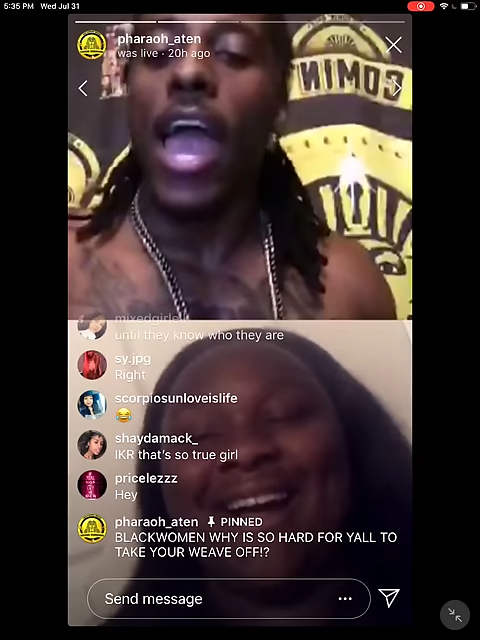 5:35 PM Wed Jul 31
pharaoh_aten
was live · 20h ago
COMIN
mixedgirle
until they know who they are
sy.jpg
Right
scorpiosunloveislife
😂
shaydamack_
IKR that's so true girl
pricelezzz
Hey
pharaoh_aten PINNED
BLACKWOMEN WHY IS SO HARD FOR YALL TO
TAKE YOUR WEAVE OFF!?
Send message